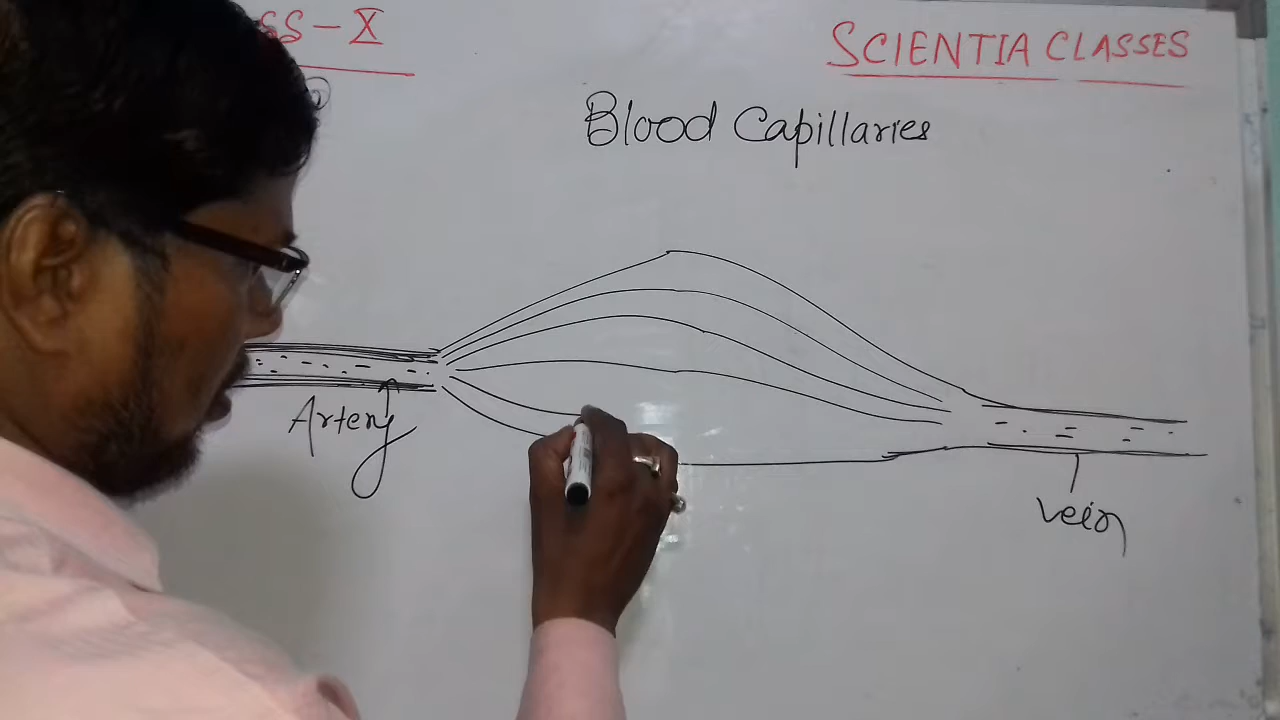 SS - X
SCIENTIA CLASSES
Blood Capillaries
Artery
Vein